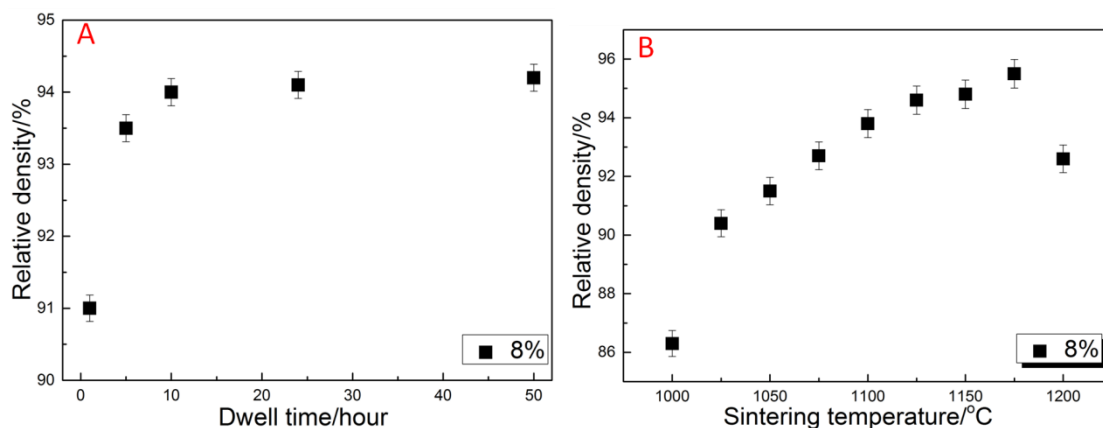 A
Relative density/%
95
94
93
92
91
90
0 10 20 30 40 50
Dwell time/hour
8%
B
Relative density/%
96
94
92
90
88
86
1000 1050 1100 1150 1200
Sintering temperature/°C
8%